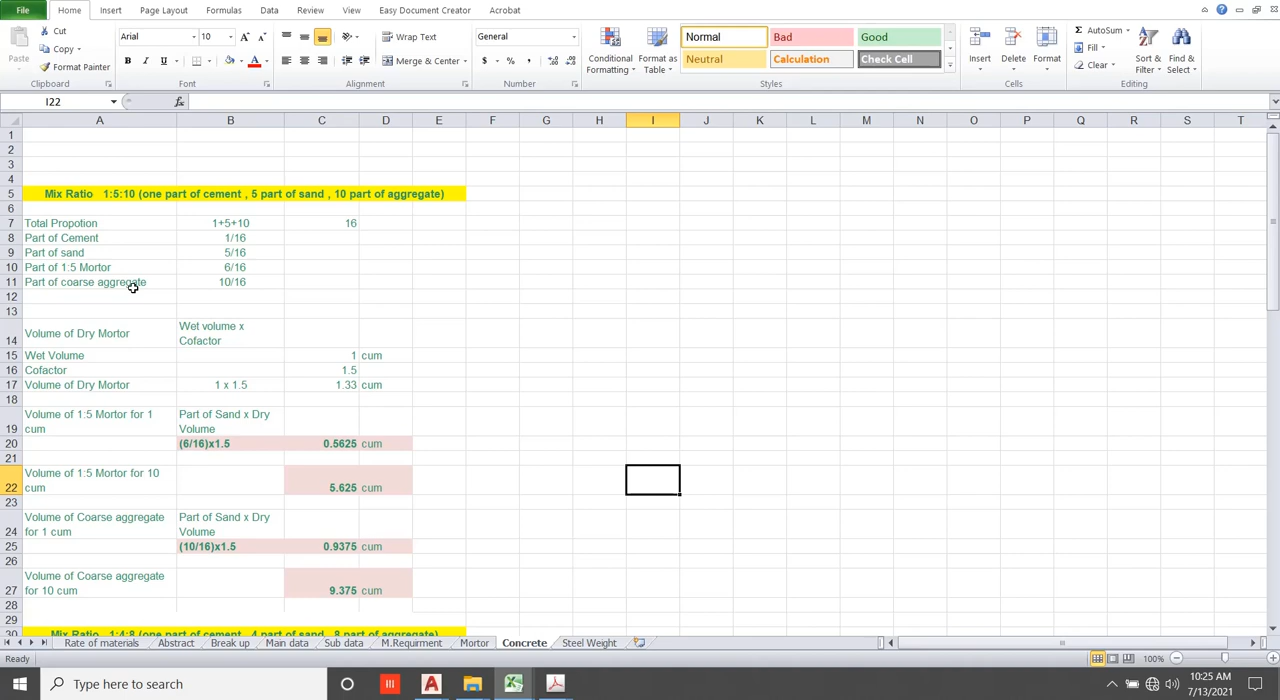 File Home Insert Page Layout Formulas Data Review View Easy Document Creator Acrobat
Cut Arial 10 Wrap Text General Normal Bad Good AutoSum
Copy Fill
Paste Format Painter B I U Merge & Center $ % , Conditional Formatting Format as Table Neutral Calculation Check Cell Insert Delete Format Clear Sort & Filter Find & Select
Clipboard Font Alignment Number Styles Cells Editing
I22 fx
A B C D E F G H I J K L M N O P Q R S T
1
2
3
4
5 Mix Ratio 1:5:10 (one part of cement , 5 part of sand , 10 part of aggregate)
6
7 Total Propotion 1+5+10 16
8 Part of Cement 1/16
9 Part of sand 5/16
10 Part of 1:5 Mortor 6/16
11 Part of coarse aggregate 10/16
12
13
14 Volume of Dry Mortor Wet volume x Cofactor
15 Wet Volume 1 cum
16 Cofactor 1.5
17 Volume of Dry Mortor 1 x 1.5 1.33 cum
18
19 Volume of 1:5 Mortor for 1 cum Part of Sand x Dry Volume
20 (6/16)x1.5 0.5625 cum
21
22 Volume of 1:5 Mortor for 10 cum 5.625 cum
23
24 Volume of Coarse aggregate for 1 cum Part of Sand x Dry Volume
25 (10/16)x1.5 0.9375 cum
26
27 Volume of Coarse aggregate for 10 cum 9.375 cum
28
29
30 Mix Ratio 1:4:8 (one part of cement , 4 part of sand , 8 part of aggregate)
Rate of materials Abstract Break up Main data Sub data M.Requirment Mortor Concrete Steel Weight
Ready 100%
Type here to search 10:25 AM
7/13/2021